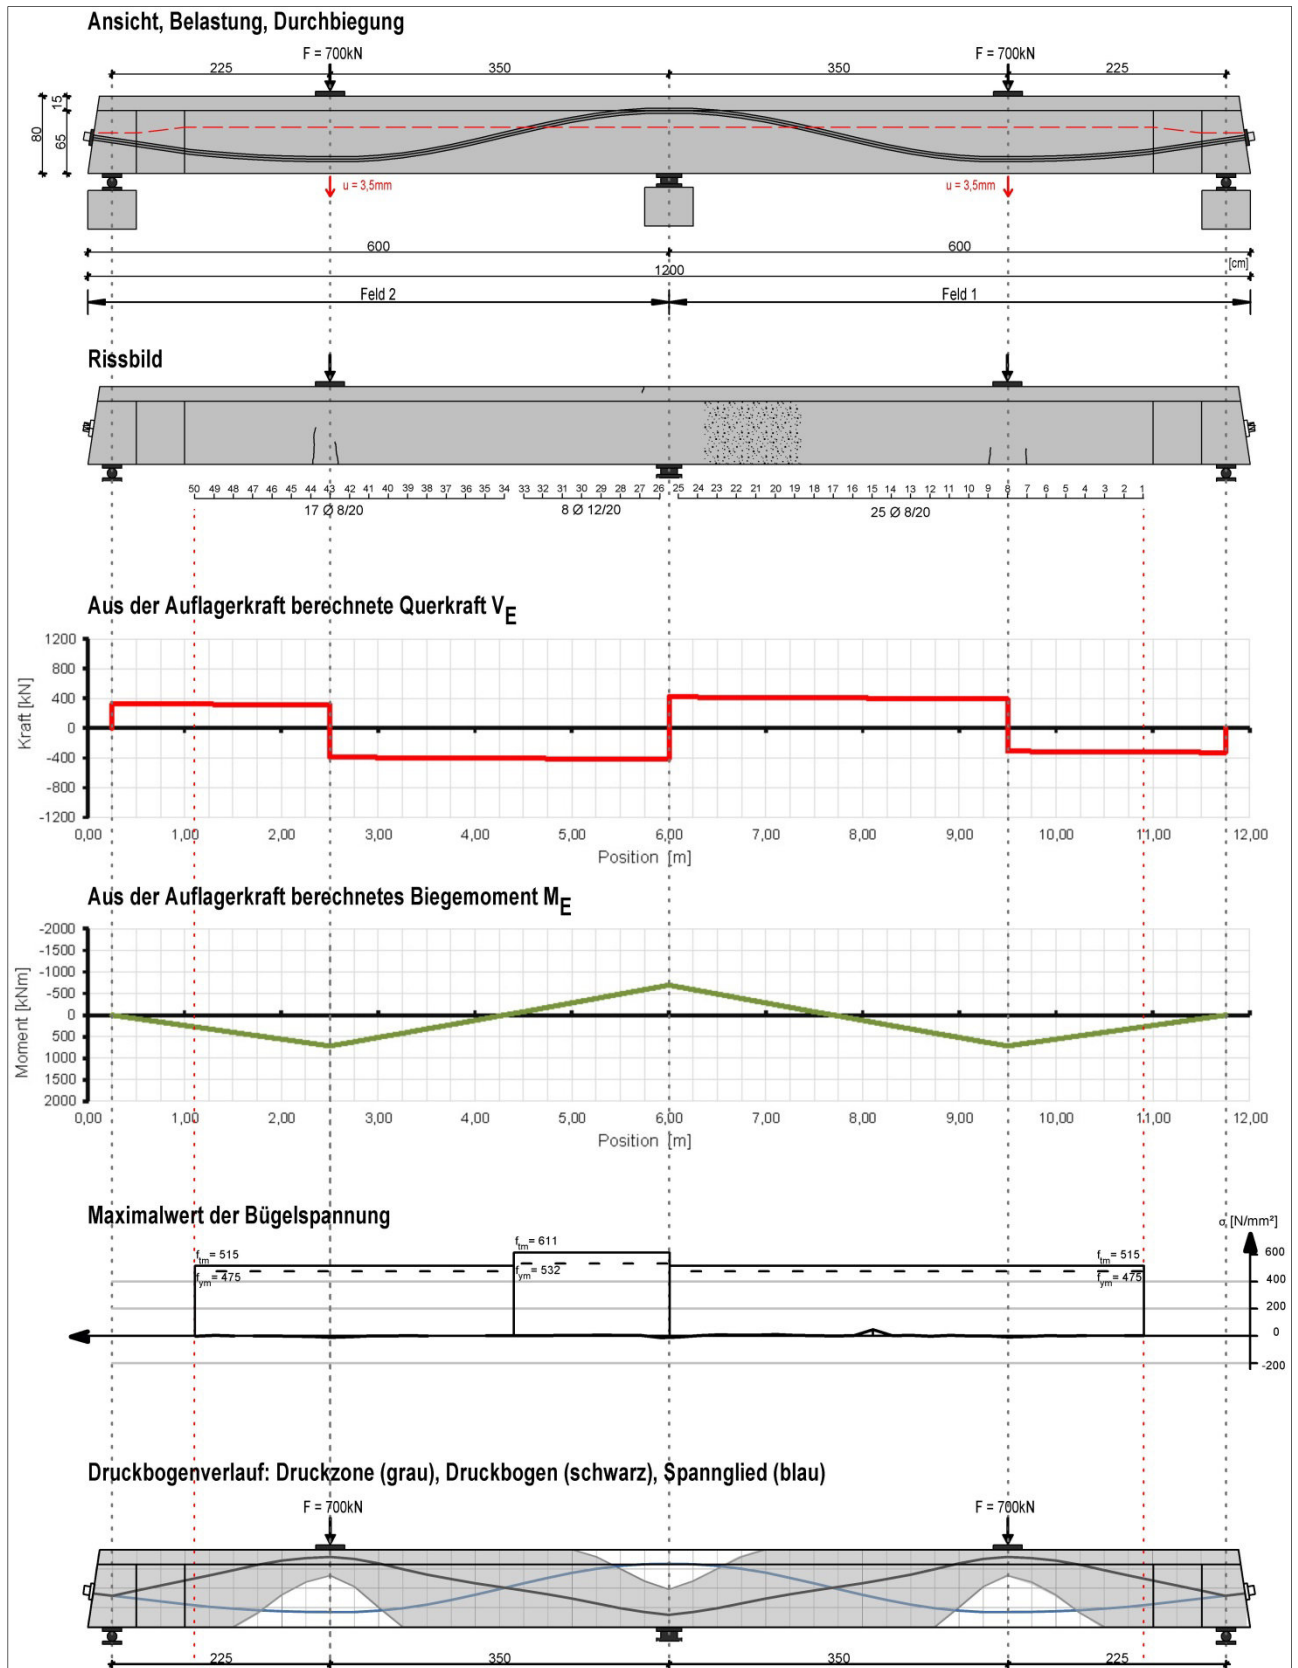 Ansicht, Belastung, Durchbiegung
F = 700kN F = 700kN
225 350 350 225
15
80 65
u = 3,5mm u = 3,5mm
600 600
1200 [cm]
Feld 2 Feld 1
Rissbild
50 49 48 47 46 45 44 43 42 41 40 39 38 37 36 35 34 33 32 31 30 29 28 27 26 25 24 23 22 21 20 19 18 17 16 15 14 13 12 11 10 9 8 7 6 5 4 3 2 1
17 Ø 8/20 8 Ø 12/20 25 Ø 8/20
Aus der Auflagerkraft berechnete Querkraft VE
Kraft [kN]
1200
800
400
0
-400
-800
-1200
0,00 1,00 2,00 3,00 4,00 5,00 6,00 7,00 8,00 9,00 10,00 11,00 12,00
Position [m]
Aus der Auflagerkraft berechnetes Biegemoment ME
Moment [kNm]
-2000
-1500
-1000
-500
0
500
1000
1500
2000
0,00 1,00 2,00 3,00 4,00 5,00 6,00 7,00 8,00 9,00 10,00 11,00 12,00
Position [m]
Maximalwert der Bügelspannung
σ [N/mm²]
ftm= 515 ftm= 611 ftm= 515
fym= 475 fym= 532 fym= 475
600
400
200
0
-200
Druckbogenverlauf: Druckzone (grau), Druckbogen (schwarz), Spannglied (blau)
F = 700kN F = 700kN
225 350 350 225